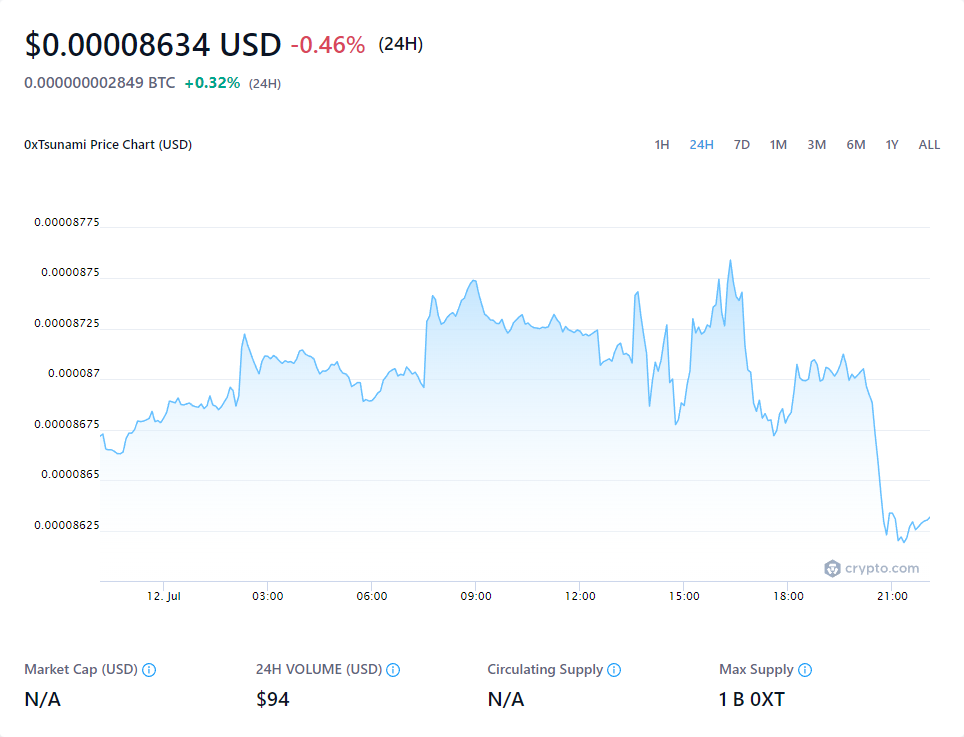 $0.00008634 USD -0.46% (24H)
0.000000002849 BTC +0.32% (24H)
0xTsunami Price Chart (USD) 1H 24H 7D 1M 3M 6M 1Y ALL
0.00008775
0.0000875
0.00008725
0.000087
0.00008675
0.0000865
0.00008625
crypto.com
12. Jul 03:00 06:00 09:00 12:00 15:00 18:00 21:00
Market Cap (USD) 24H VOLUME (USD) Circulating Supply Max Supply
N/A $94 N/A 1 B 0XT